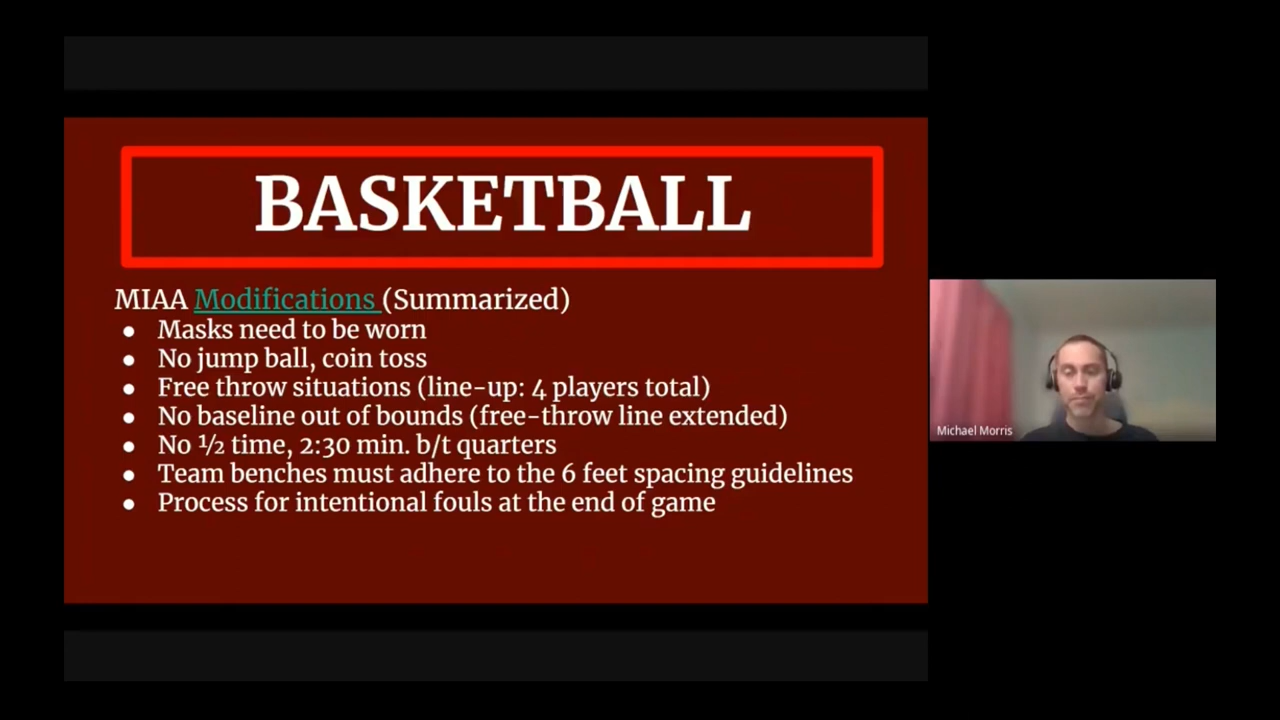 BASKETBALL
MIAA Modifications (Summarized)
● Masks need to be worn
● No jump ball, coin toss
● Free throw situations (line-up: 4 players total)
● No baseline out of bounds (free-throw line extended)
● No ½ time, 2:30 min. b/t quarters
● Team benches must adhere to the 6 feet spacing guidelines
● Process for intentional fouls at the end of game
Michael Morris